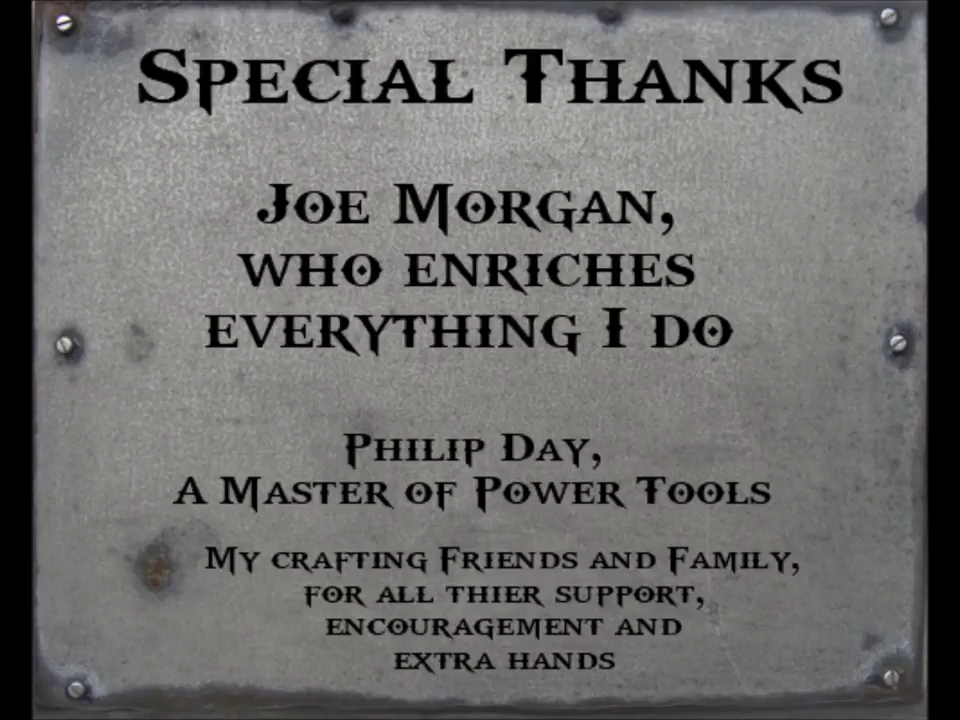 Special Thanks
Joe Morgan,
who enriches
everything I do
Philip Day,
A Master of Power Tools
My crafting Friends and Family,
for all thier support,
encouragement and
extra hands